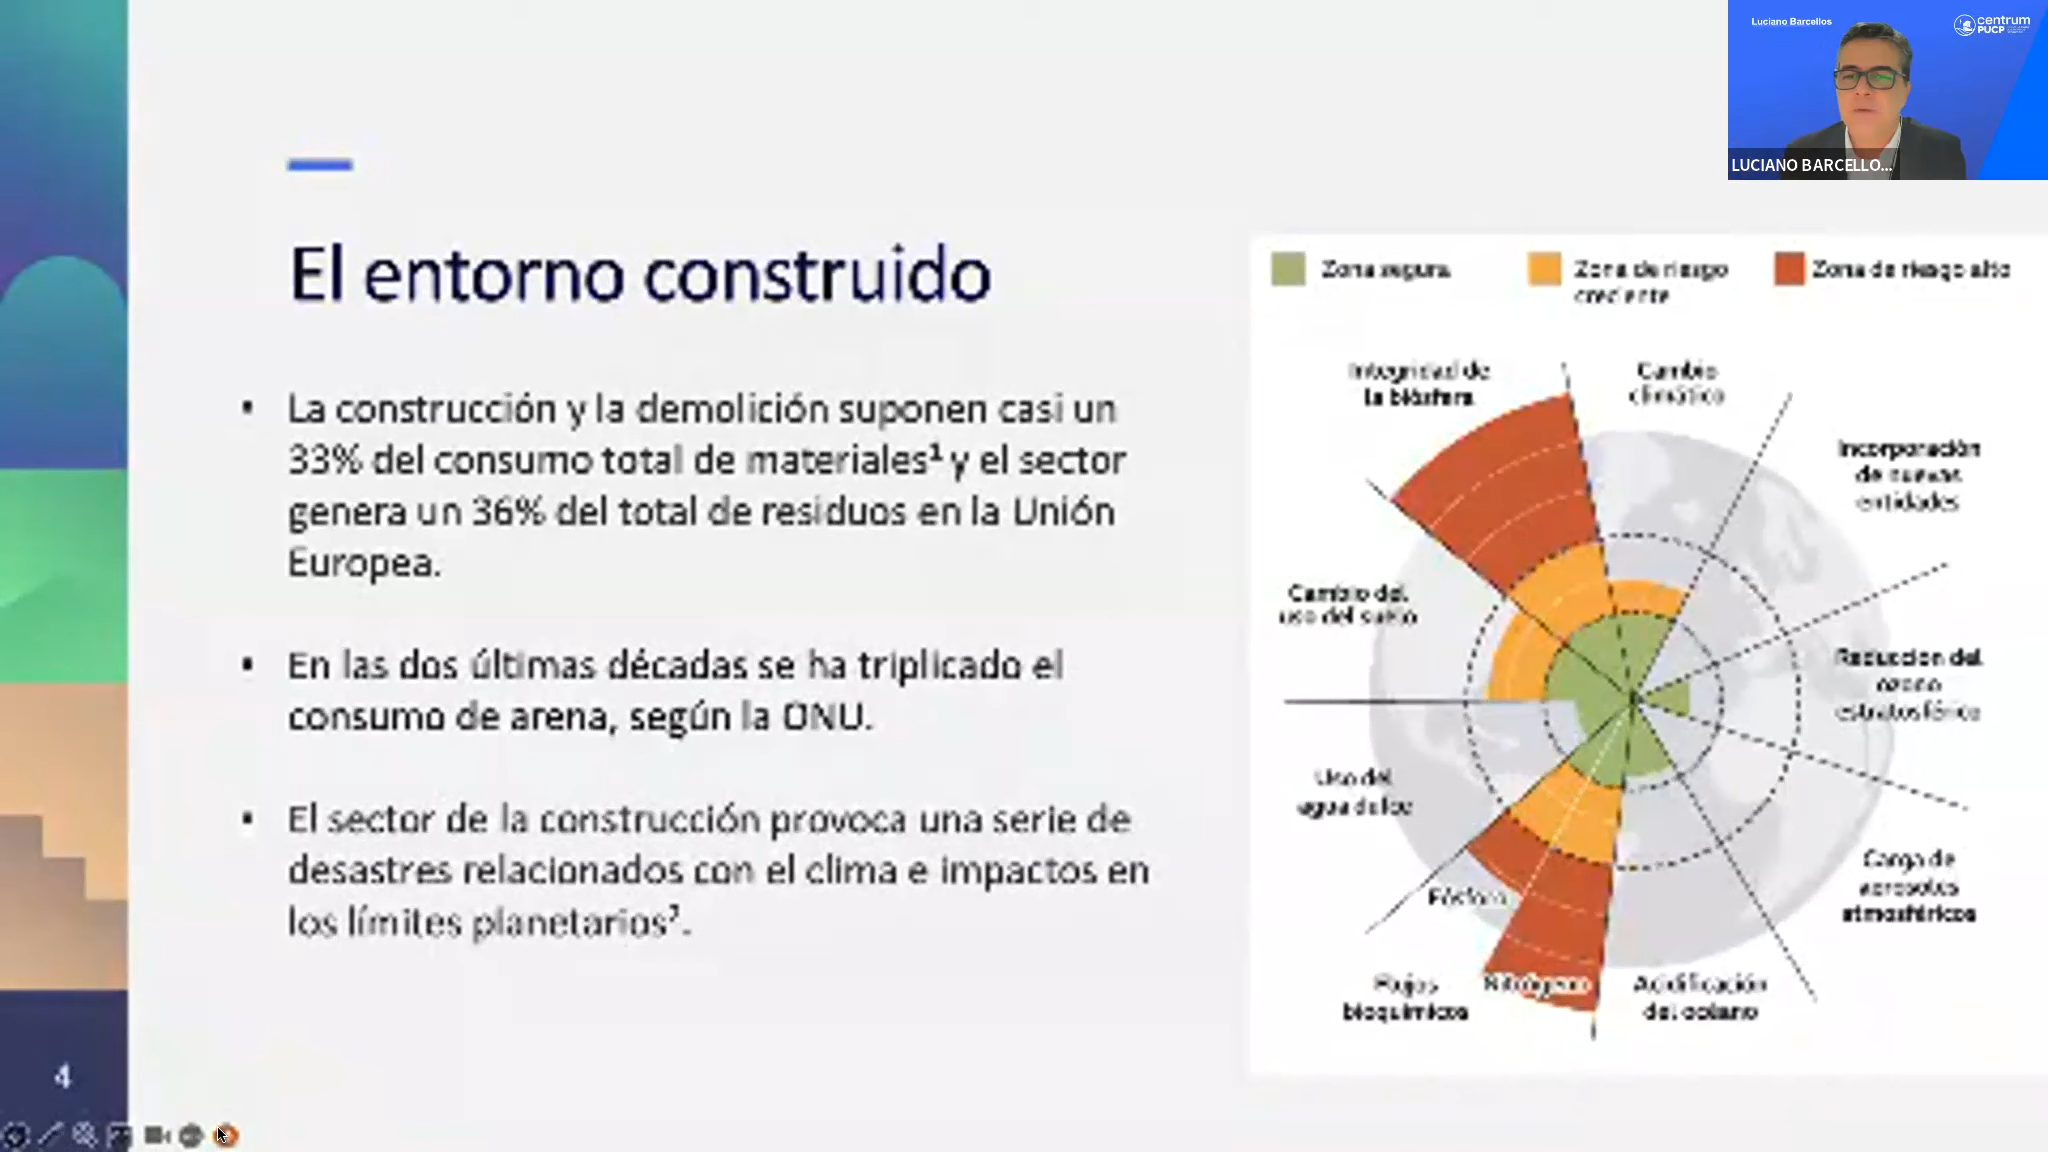 Luciano Barcellos
centrum
PUCP
LUCIANO BARCELLO...
El entorno construido
• La construcción y la demolición suponen casi un
33% del consumo total de materiales¹ y el sector
genera un 36% del total de residuos en la Unión
Europea.
• En las dos últimas décadas se ha triplicado el
consumo de arena, según la ONU.
• El sector de la construcción provoca una serie de
desastres relacionados con el clima e impactos en
los límites planetarios².
Zona segura
Zona de riesgo
creciente
Zona de riesgo alto
Integridad de
la biósfera
Cambio
climático
Incorporación
de nuevas
entidades
Cambio del
uso del suelo
Reducción del
ozono
estratosférico
Uso del
agua dulce
Carga de
aerosoles
atmosféricos
Fósforo
Flujos
bioquímicos
Nitrógeno
Acidificación
del océano
4